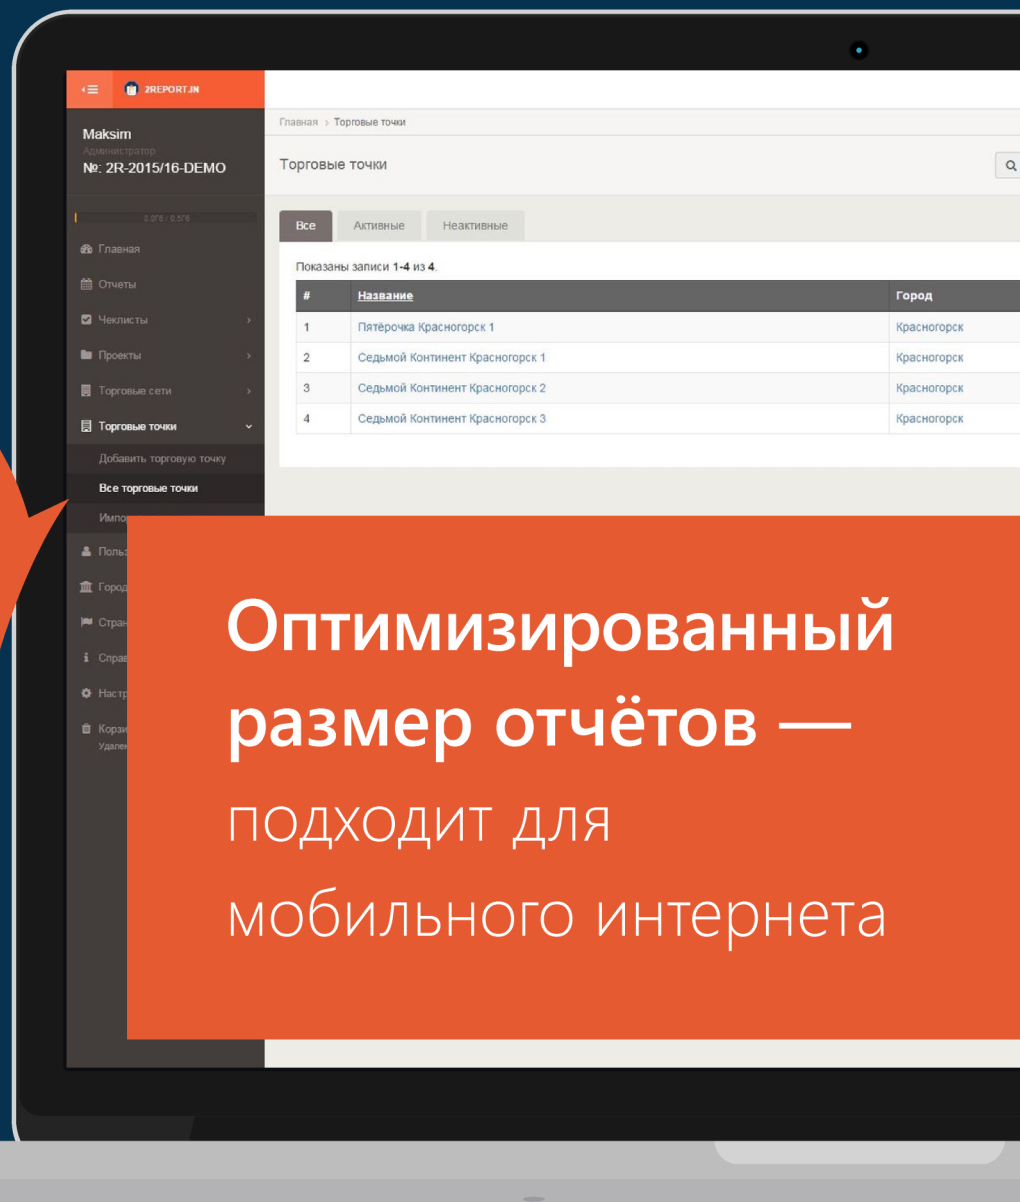 2REPORT.IN
Maksim
Администратор
№: 2R-2015/16-DEMO
Главная
Отчеты
Чеклисты
Проекты
Торговые сети
Торговые точки
Добавить торговую точку
Все торговые точки
Главная > Торговые точки
Торговые точки
Все Активные Неактивные
Показаны записи 1-4 из 4.
# Название Город
1 Пятёрочка Красногорск 1 Красногорск
2 Седьмой Континент Красногорск 1 Красногорск
3 Седьмой Континент Красногорск 2 Красногорск
4 Седьмой Континент Красногорск 3 Красногорск
Оптимизированный
размер отчётов —
подходит для
мобильного интернета